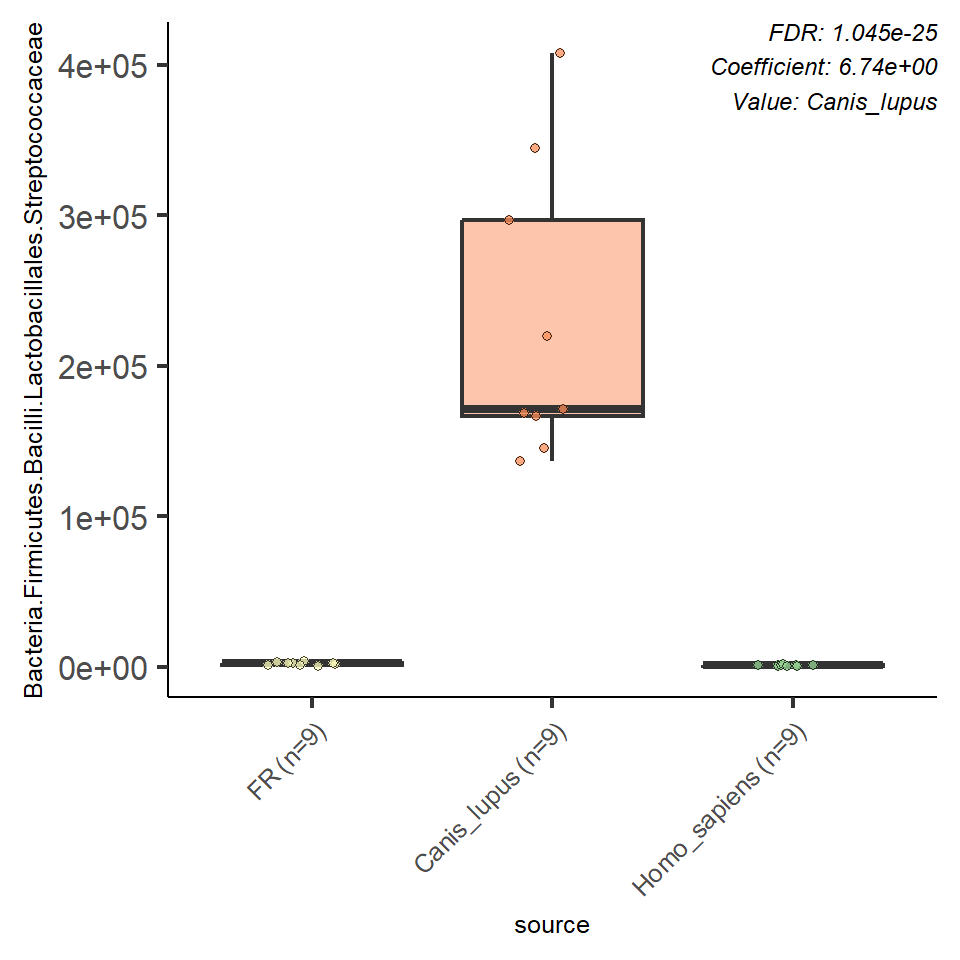 FDR: 1.045e-25
Coefficient: 6.74e+00
Value: Canis_lupus
Bacteria.Firmicutes.Bacilli.Lactobacillales.Streptococcaceae
4e+05
3e+05
2e+05
1e+05
0e+00
FR (n=9)
Canis_lupus (n=9)
Homo_sapiens (n=9)
source